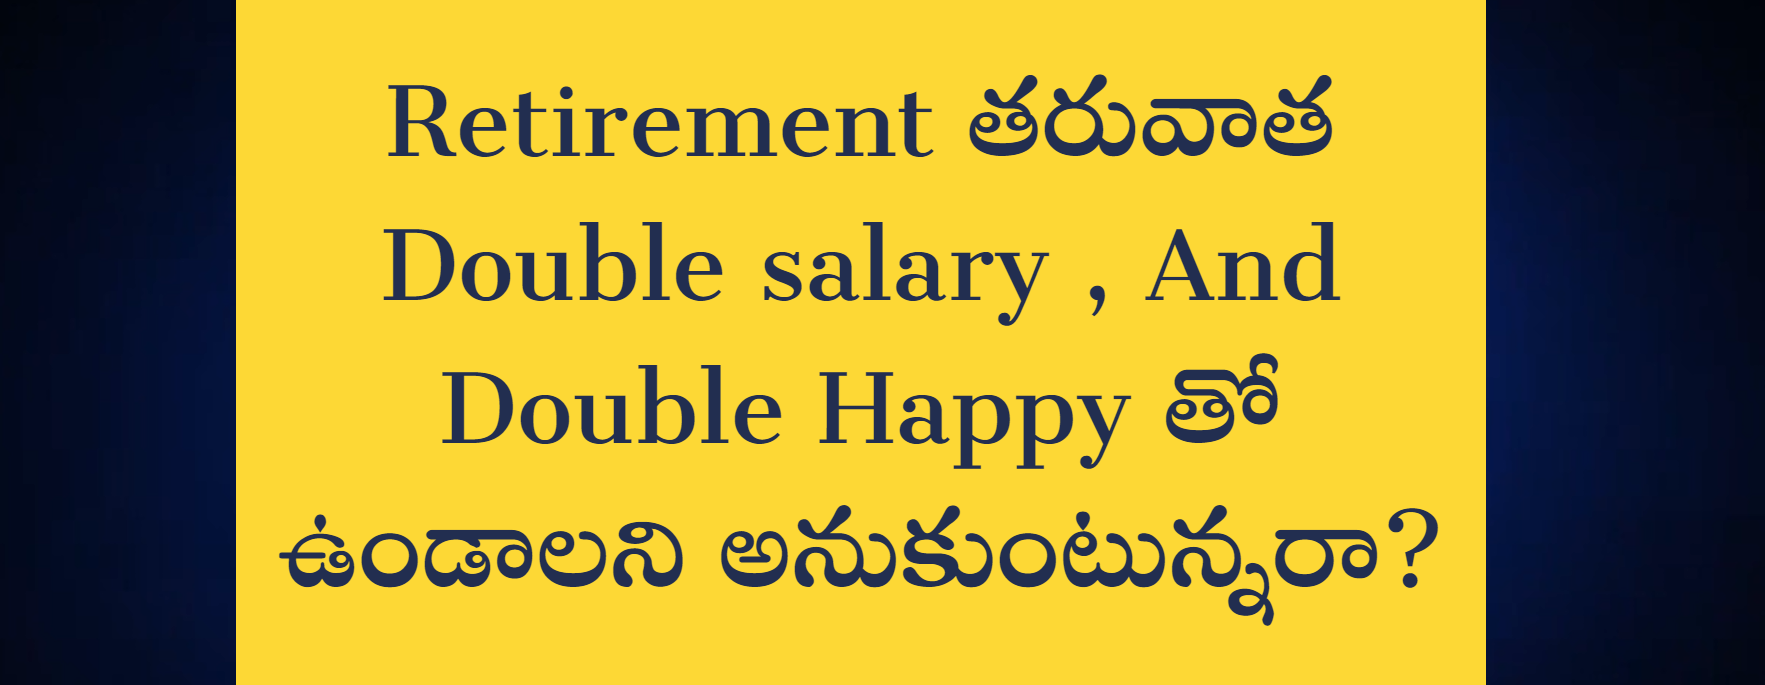 Retirement తరువాత
Double salary , And
Double Happy తో
ఉండాలని అనుకుంటున్నరా?